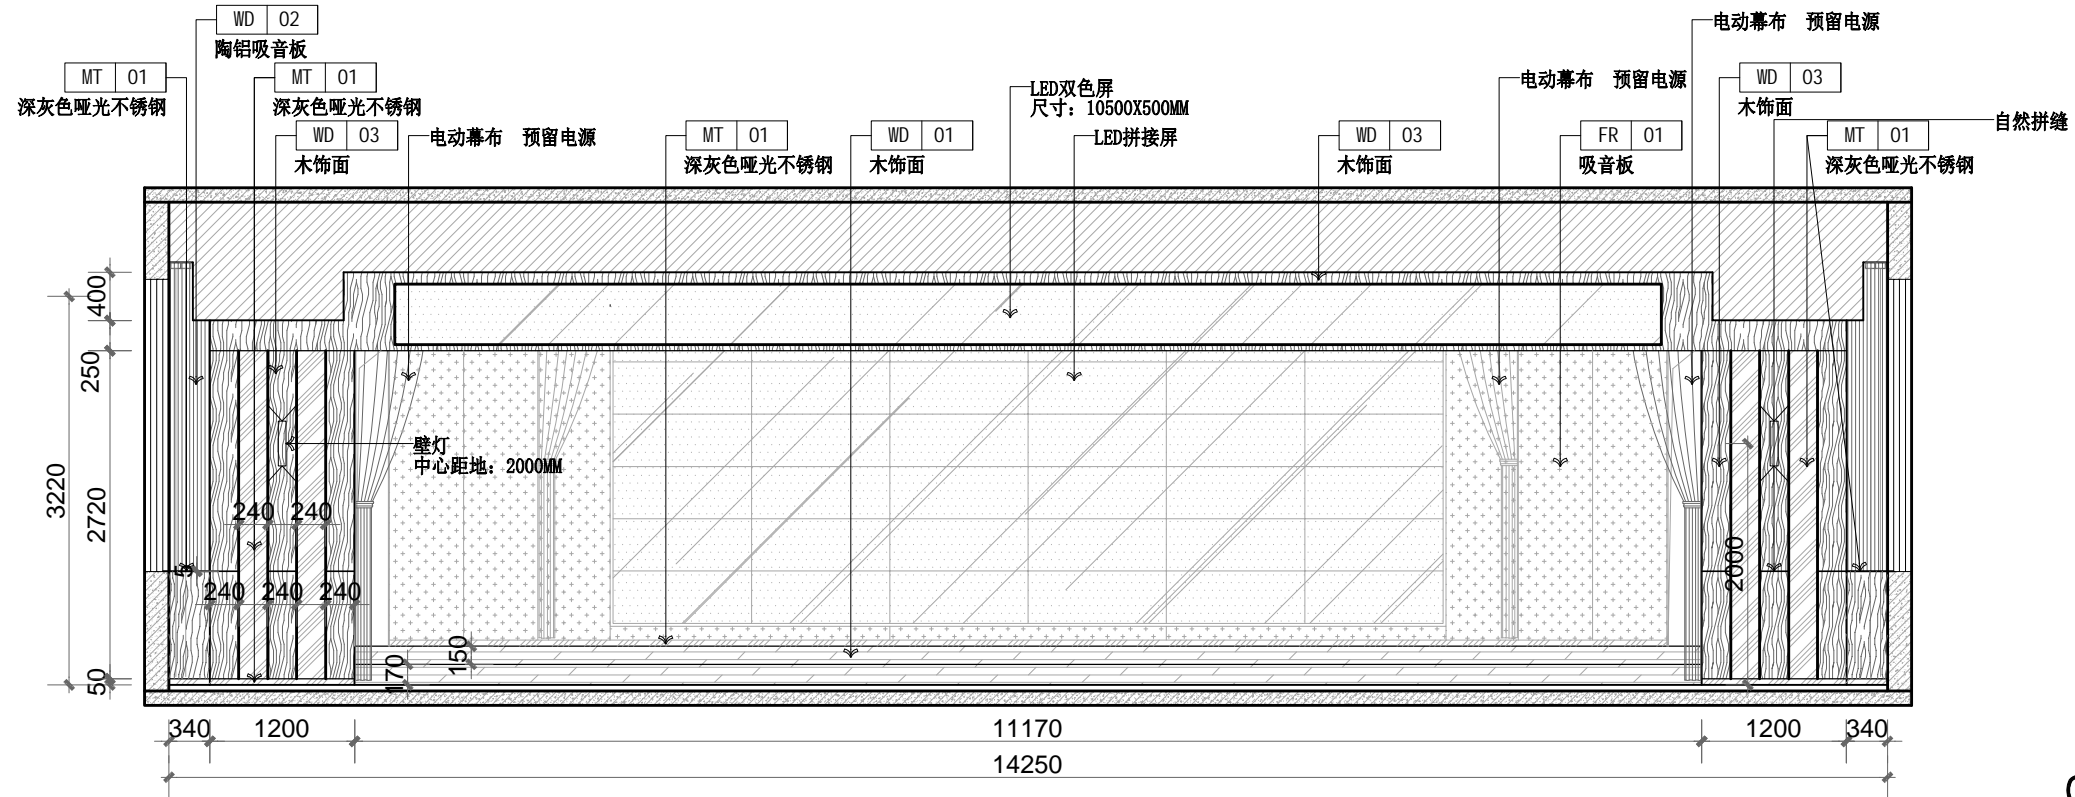 WD 02
陶铝吸音板
电动幕布 预留电源
MT 01
深灰色哑光不锈钢
MT 01
深灰色哑光不锈钢
LED双色屏
尺寸：10500X500MM
电动幕布 预留电源
WD 03
木饰面
WD 03
木饰面
电动幕布 预留电源
MT 01
深灰色哑光不锈钢
WD 01
木饰面
LED拼接屏
WD 03
木饰面
FR 01
吸音板
MT 01
深灰色哑光不锈钢
自然拼缝
400
250
3220
2720
50
壁灯
中心距地：2000MM
240
240
5
240
240
240
2000
150
170
340
1200
11170
1200
340
14250